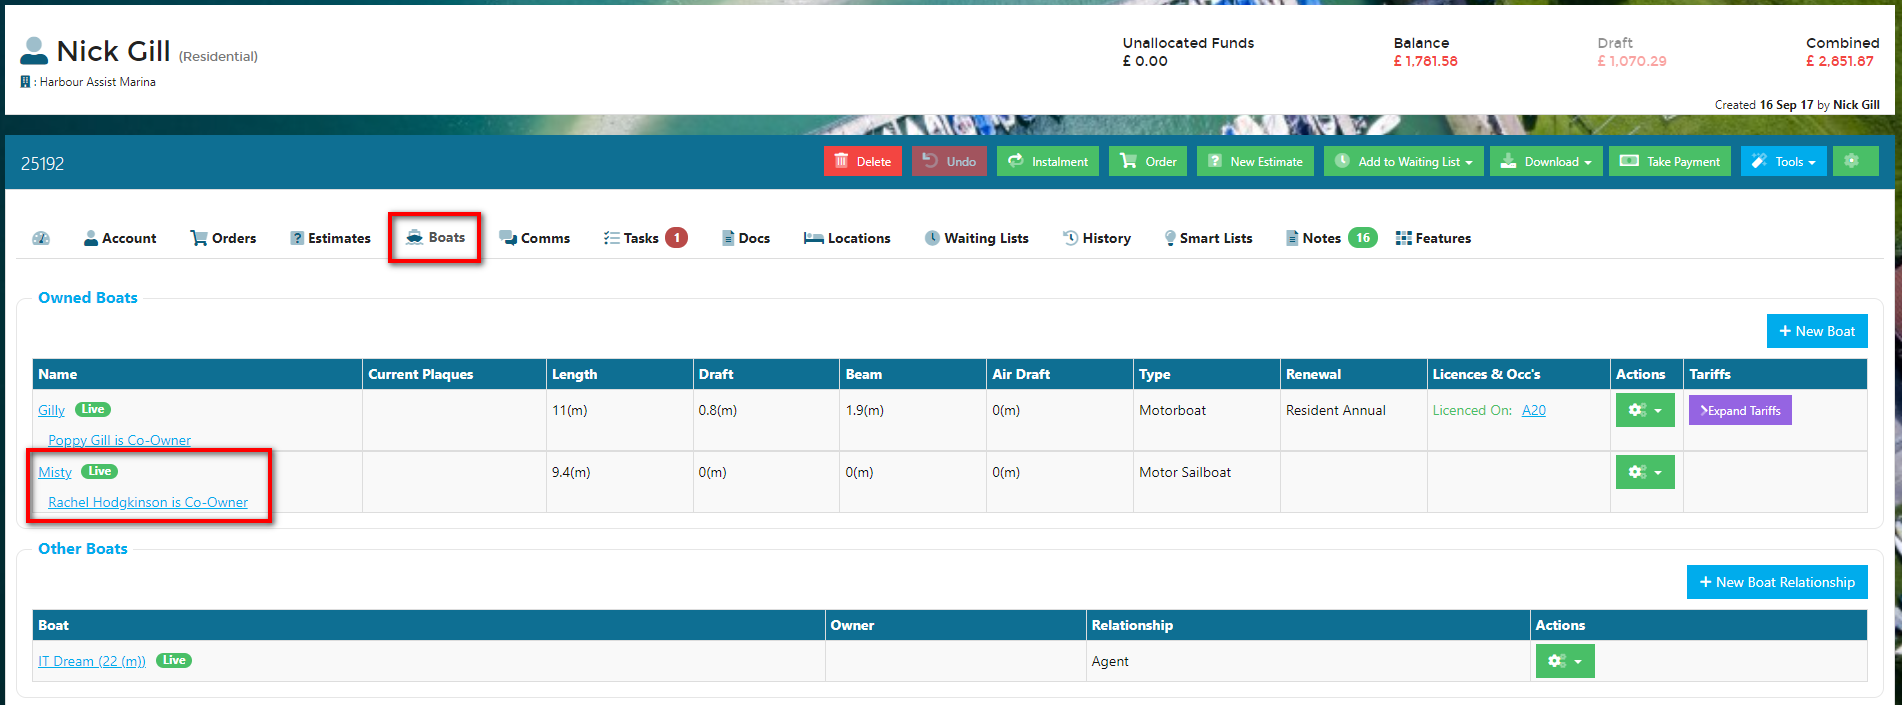 Nick Gill (Residential)
: Harbour Assist Marina
Unallocated Funds
£ 0.00
Balance
£ 1,781.58
Draft
£ 1,070.29
Combined
£ 2,851.87
Created 16 Sep 17 by Nick Gill
25192
Delete
Undo
Instalment
Order
New Estimate
Add to Waiting List
Download
Take Payment
Tools
Account
Orders
Estimates
Boats
Comms
Tasks 1
Docs
Locations
Waiting Lists
History
Smart Lists
Notes 16
Features
Owned Boats
+ New Boat
Name Current Plaques Length Draft Beam Air Draft Type Renewal Licences & Occ's Actions Tariffs
Gilly Live 11(m) 0.8(m) 1.9(m) 0(m) Motorboat Resident Annual Licenced On: A20 Expand Tariffs
Poppy Gill is Co-Owner
Misty Live 9.4(m) 0(m) 0(m) 0(m) Motor Sailboat
Rachel Hodgkinson is Co-Owner
Other Boats
+ New Boat Relationship
Boat Owner Relationship Actions
IT Dream (22 (m)) Live Agent